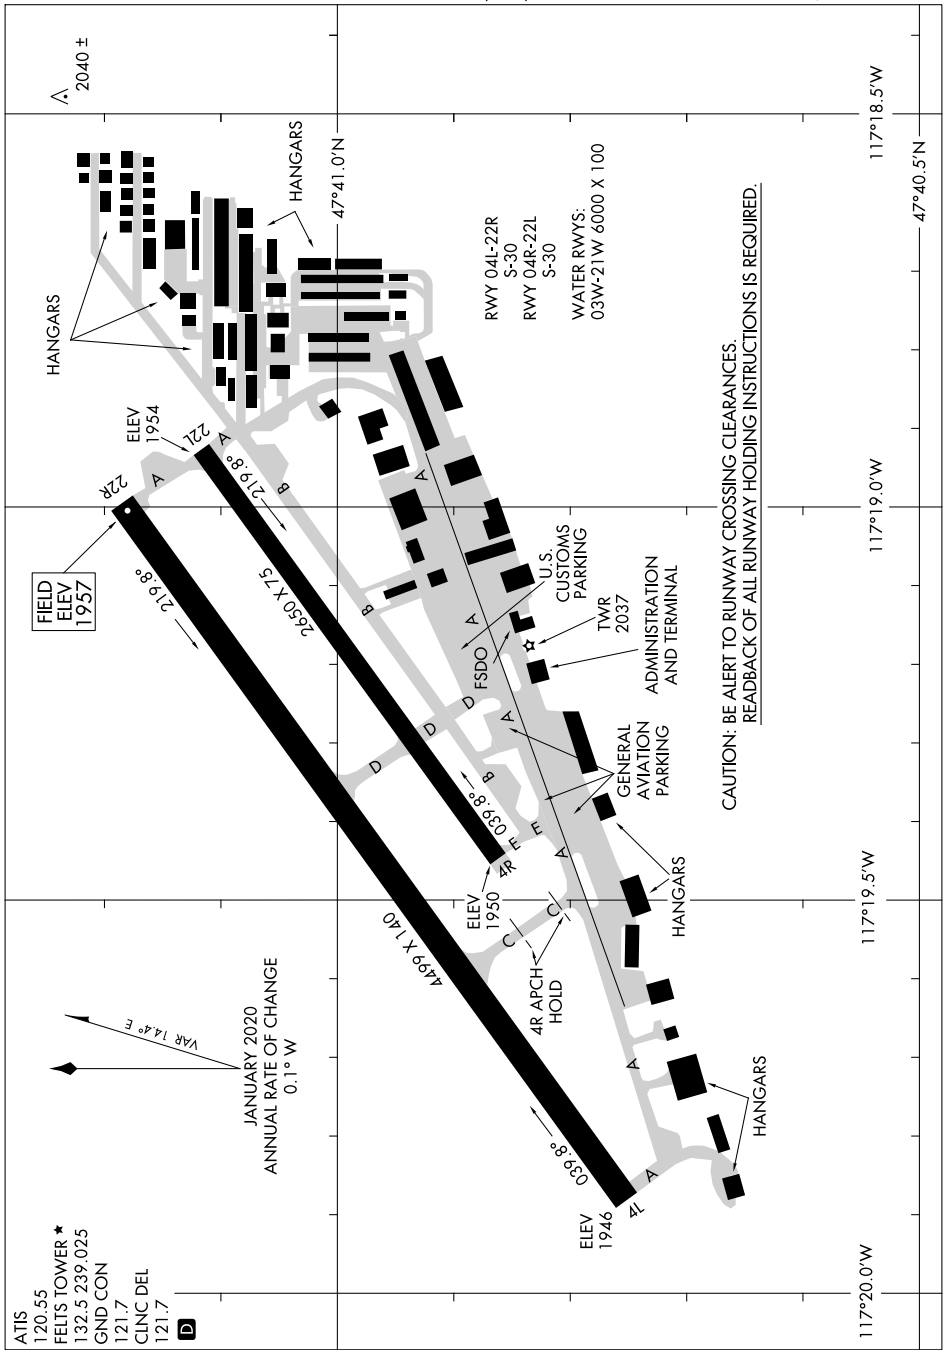 ATIS
120.55
FELTS TOWER ★
132.5 239.025
GND CON
121.7
CLNC DEL
121.7
D
JANUARY 2020
ANNUAL RATE OF CHANGE
0.1° W
VAR 14.4° E
2040 ±
HANGARS
HANGARS
FIELD
ELEV
1957
22R
A
219.8°
ELEV
1954
22L
A
219.8°
B
2650 X 75
B
4499 X 140
D
D
D
B
039.8°
4R
ELEV
1950
E
E
A
C
C
4R APCH
HOLD
039.8°
4L
ELEV
1946
A
A
A
A
A
FSDO
U.S.
CUSTOMS
PARKING
TWR
2037
ADMINISTRATION
AND TERMINAL
GENERAL
AVIATION
PARKING
HANGARS
HANGARS
RWY 04L-22R
S-30
RWY 04R-22L
S-30
WATER RWYS:
03W-21W 6000 X 100
CAUTION: BE ALERT TO RUNWAY CROSSING CLEARANCES.
READBACK OF ALL RUNWAY HOLDING INSTRUCTIONS IS REQUIRED.
47°41.0'N
47°40.5'N
117°20.0'W
117°19.5'W
117°19.0'W
117°18.5'W